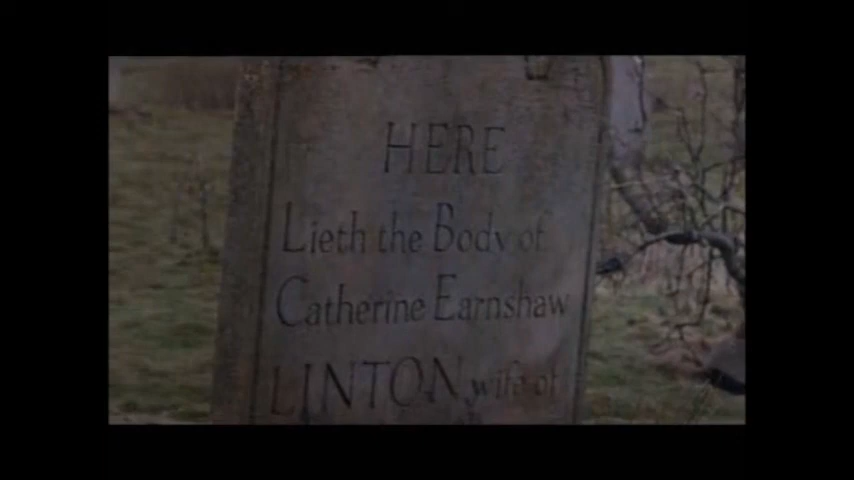 HERE
Lieth the Body of
Catherine Earnshaw
LINTON, wife of